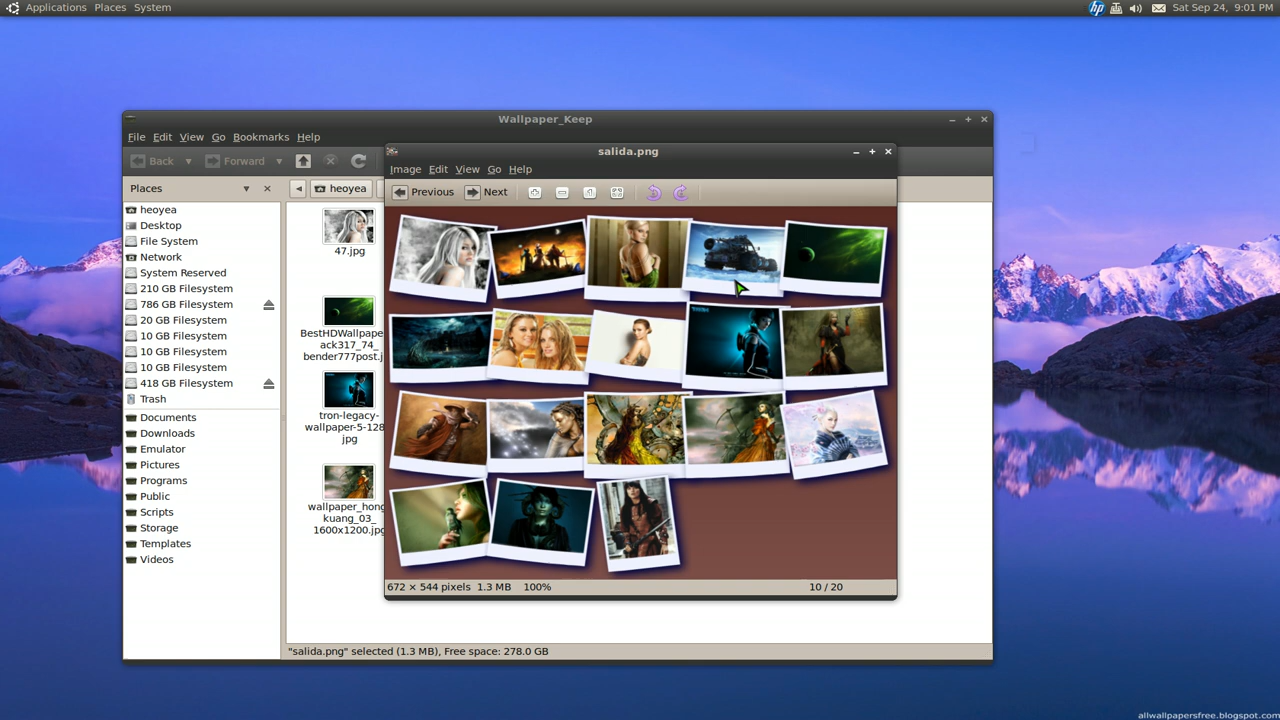 Applications Places System
hp
Sat Sep 24, 9:01 PM
Wallpaper_Keep
File Edit View Go Bookmarks Help
Back Forward
Places
heoyea
heoyea
Desktop
File System
Network
System Reserved
210 GB Filesystem
786 GB Filesystem
20 GB Filesystem
10 GB Filesystem
10 GB Filesystem
10 GB Filesystem
418 GB Filesystem
Trash
Documents
Downloads
Emulator
Pictures
Programs
Public
Scripts
Storage
Templates
Videos
47.jpg
BestHDWallpape
ack317_74_
bender777post.j
tron-legacy-
wallpaper-5-128
jpg
wallpaper_hong
kuang_03_
1600x1200.jpg
"salida.png" selected (1.3 MB), Free space: 278.0 GB
salida.png
Image Edit View Go Help
Previous Next
672 × 544 pixels 1.3 MB 100%
10 / 20
allwallpapersfree.blogspot.com